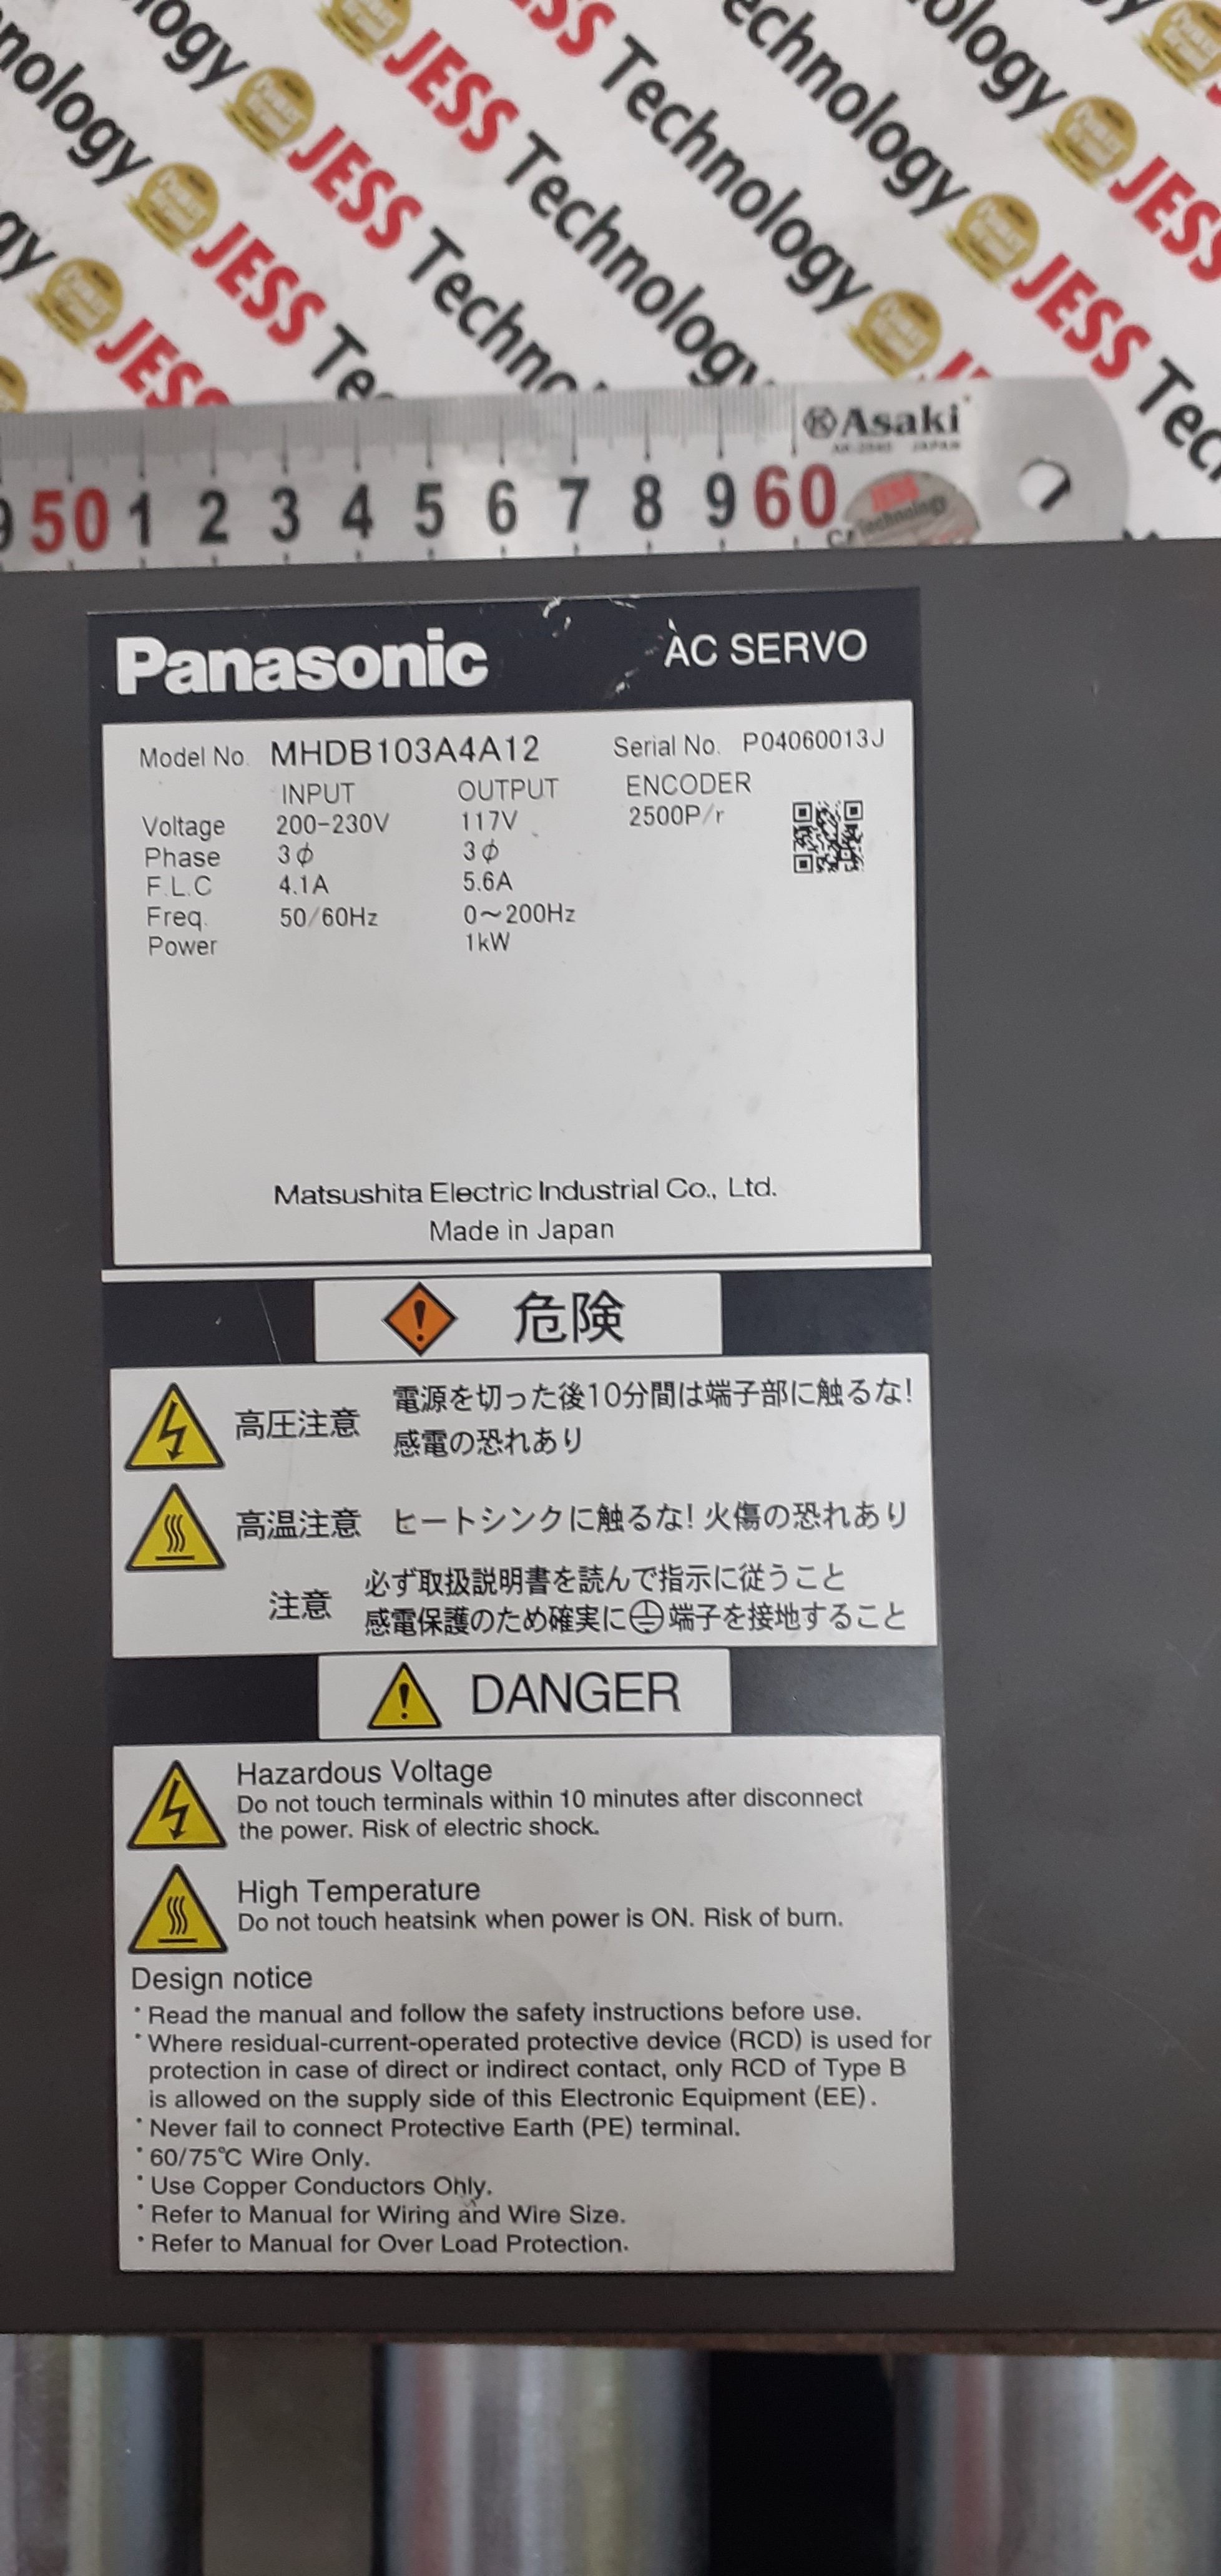 JESS Technology
JESS Technology
JESS Technology
JESS Technology
Asaki
50 1 2 3 4 5 6 7 8 9 60
JESS
Technology
Panasonic AC SERVO
Model No. MHDB103A4A12 Serial No. P04060013J
INPUT OUTPUT ENCODER
Voltage 200-230V 117V 2500P/r
Phase 3ϕ 3ϕ
F.L.C 4.1A 5.6A
Freq. 50/60Hz 0~200Hz
Power 1kW
Matsushita Electric Industrial Co., Ltd.
Made in Japan
危険
高圧注意 電源を切った後10分間は端子部に触るな!
感電の恐れあり
高温注意 ヒートシンクに触るな! 火傷の恐れあり
注意 必ず取扱説明書を読んで指示に従うこと
感電保護のため確実に⏚端子を接地すること
DANGER
Hazardous Voltage
Do not touch terminals within 10 minutes after disconnect
the power. Risk of electric shock.
High Temperature
Do not touch heatsink when power is ON. Risk of burn.
Design notice
・Read the manual and follow the safety instructions before use.
・Where residual-current-operated protective device (RCD) is used for
protection in case of direct or indirect contact, only RCD of Type B
is allowed on the supply side of this Electronic Equipment (EE).
・Never fail to connect Protective Earth (PE) terminal.
・60/75℃ Wire Only.
・Use Copper Conductors Only.
・Refer to Manual for Wiring and Wire Size.
・Refer to Manual for Over Load Protection.